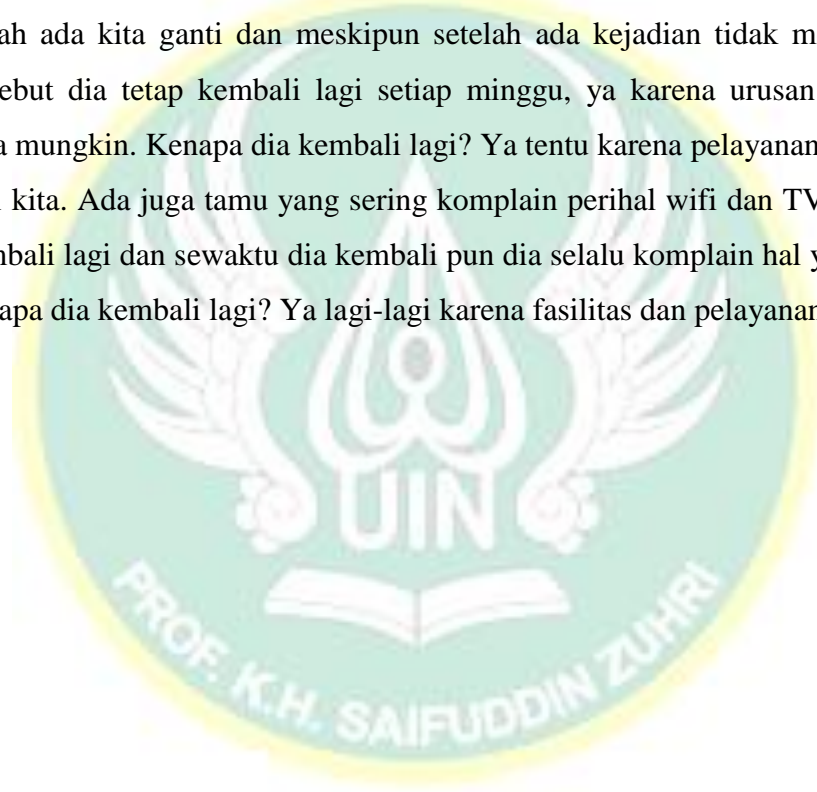 ah ada kita ganti dan meskipun setelah ada kejadian tidak m
ebut dia tetap kembali lagi setiap minggu, ya karena urusan
a mungkin. Kenapa dia kembali lagi? Ya tentu karena pelayanan
kita. Ada juga tamu yang sering komplain perihal wifi dan TV
nbali lagi dan sewaktu dia kembali pun dia selalu komplain hal y
apa dia kembali lagi? Ya lagi-lagi karena fasilitas dan pelayanan
UIN
PROF. K.H. SAIFUDDIN ZUHRI